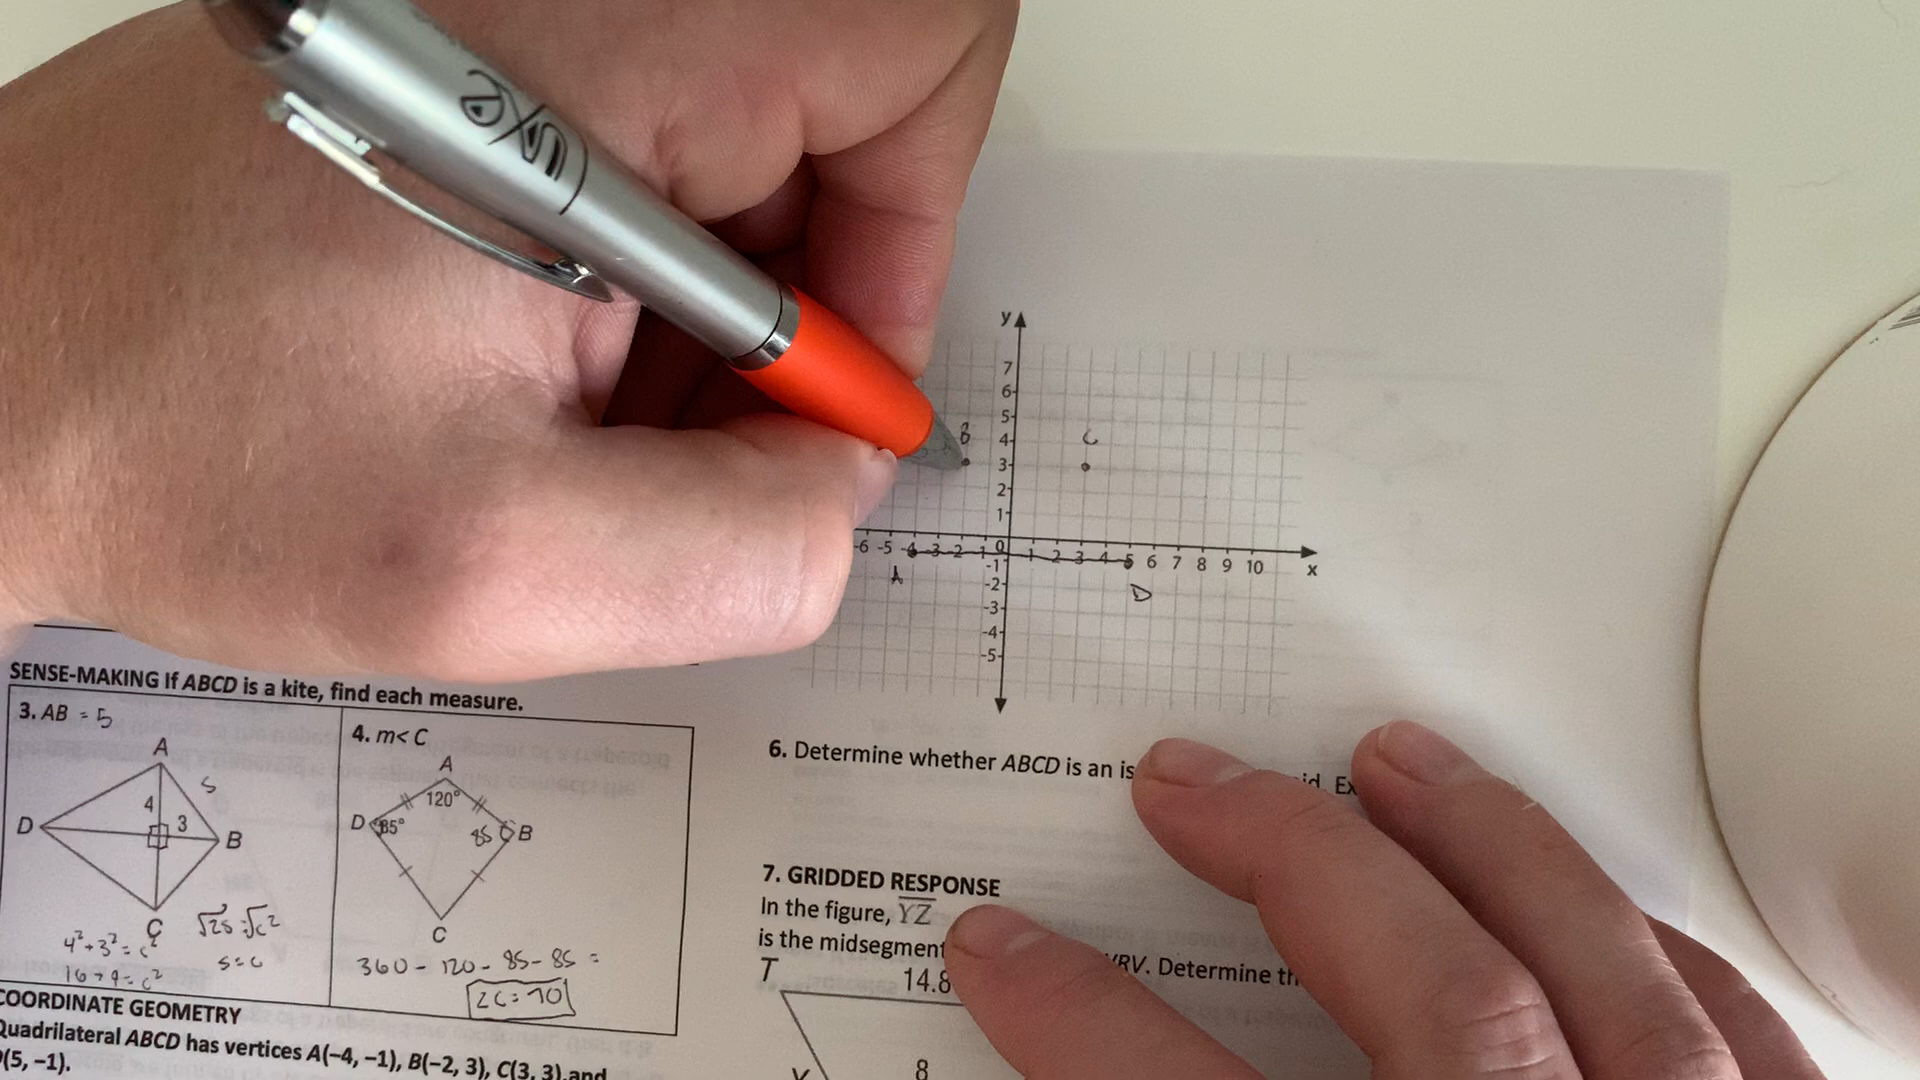 y
7
6
5
B
4
C
3
2
1
-6 -5 -4 -3 -2 -1 0 1 2 3 4 5 6 7 8 9 10
x
A
-1
D
-2
-3
-4
-5
SENSE-MAKING If ABCD is a kite, find each measure.
3. AB = 5
A
5
4
3
D
B
C
√25 = √c²
4² + 3² = c²
5 = c
16 + 9 = c²
4. m< C
A
120°
D 85°
85 B
C
360 - 120 - 85 - 85 =
∠C = 70
COORDINATE GEOMETRY
Quadrilateral ABCD has vertices A(−4, −1), B(−2, 3), C(3, 3), and
(5, −1).
6. Determine whether ABCD is an is
id. Ex
7. GRIDDED RESPONSE
In the figure, YZ
is the midsegment
RV. Determine th
T
14.8
8